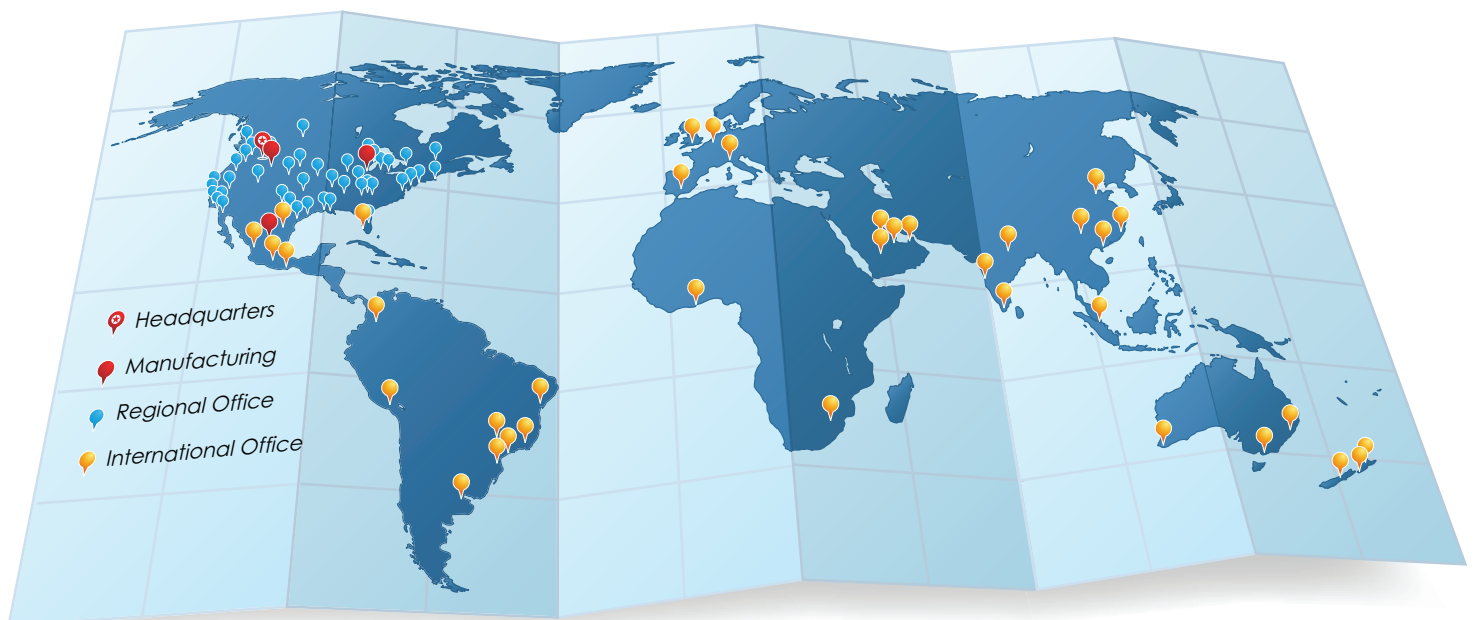 Headquarters
Manufacturing
Regional Office
International Office